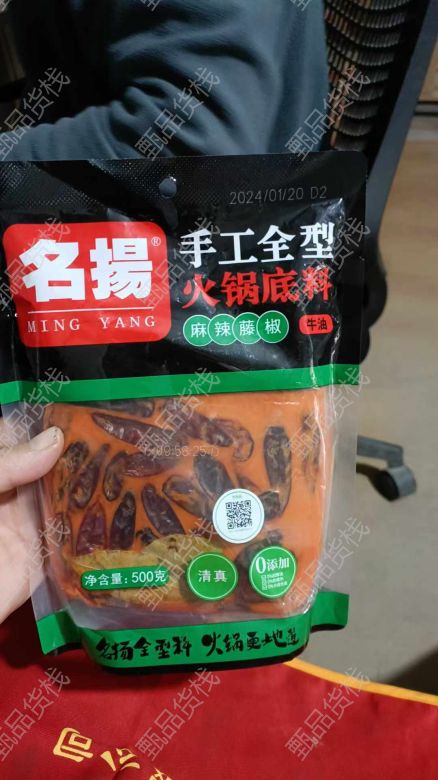 2024/01/20 D2
名揚®
MING YANG
手工全型
火锅底料
麻辣藤椒
牛油
净含量：500克
清真
0添加
名扬全型料 火锅更地道
甄品货栈